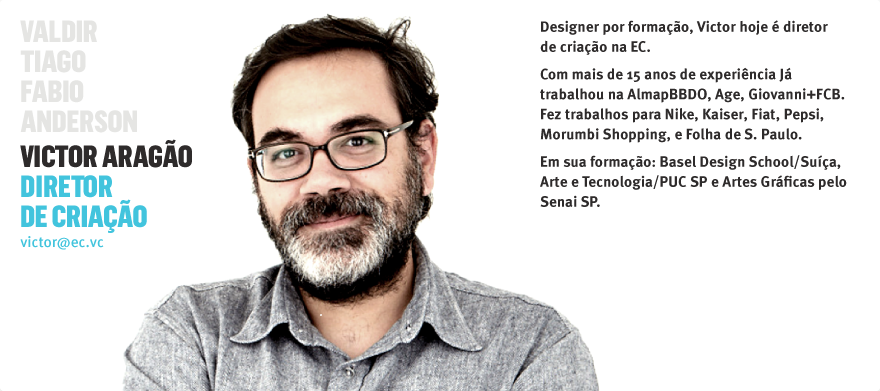 VALDIR
TIAGO
FABIO
ANDERSON
VICTOR ARAGÃO
DIRETOR
DE CRIAÇÃO
victor@ec.vc
Designer por formação, Victor hoje é diretor
de criação na EC.
Com mais de 15 anos de experiência Já
trabalhou na AlmapBBDO, Age, Giovanni+FCB.
Fez trabalhos para Nike, Kaiser, Fiat, Pepsi,
Morumbi Shopping, e Folha de S. Paulo.
Em sua formação: Basel Design School/Suíça,
Arte e Tecnologia/PUC SP e Artes Gráficas pelo
Senai SP.